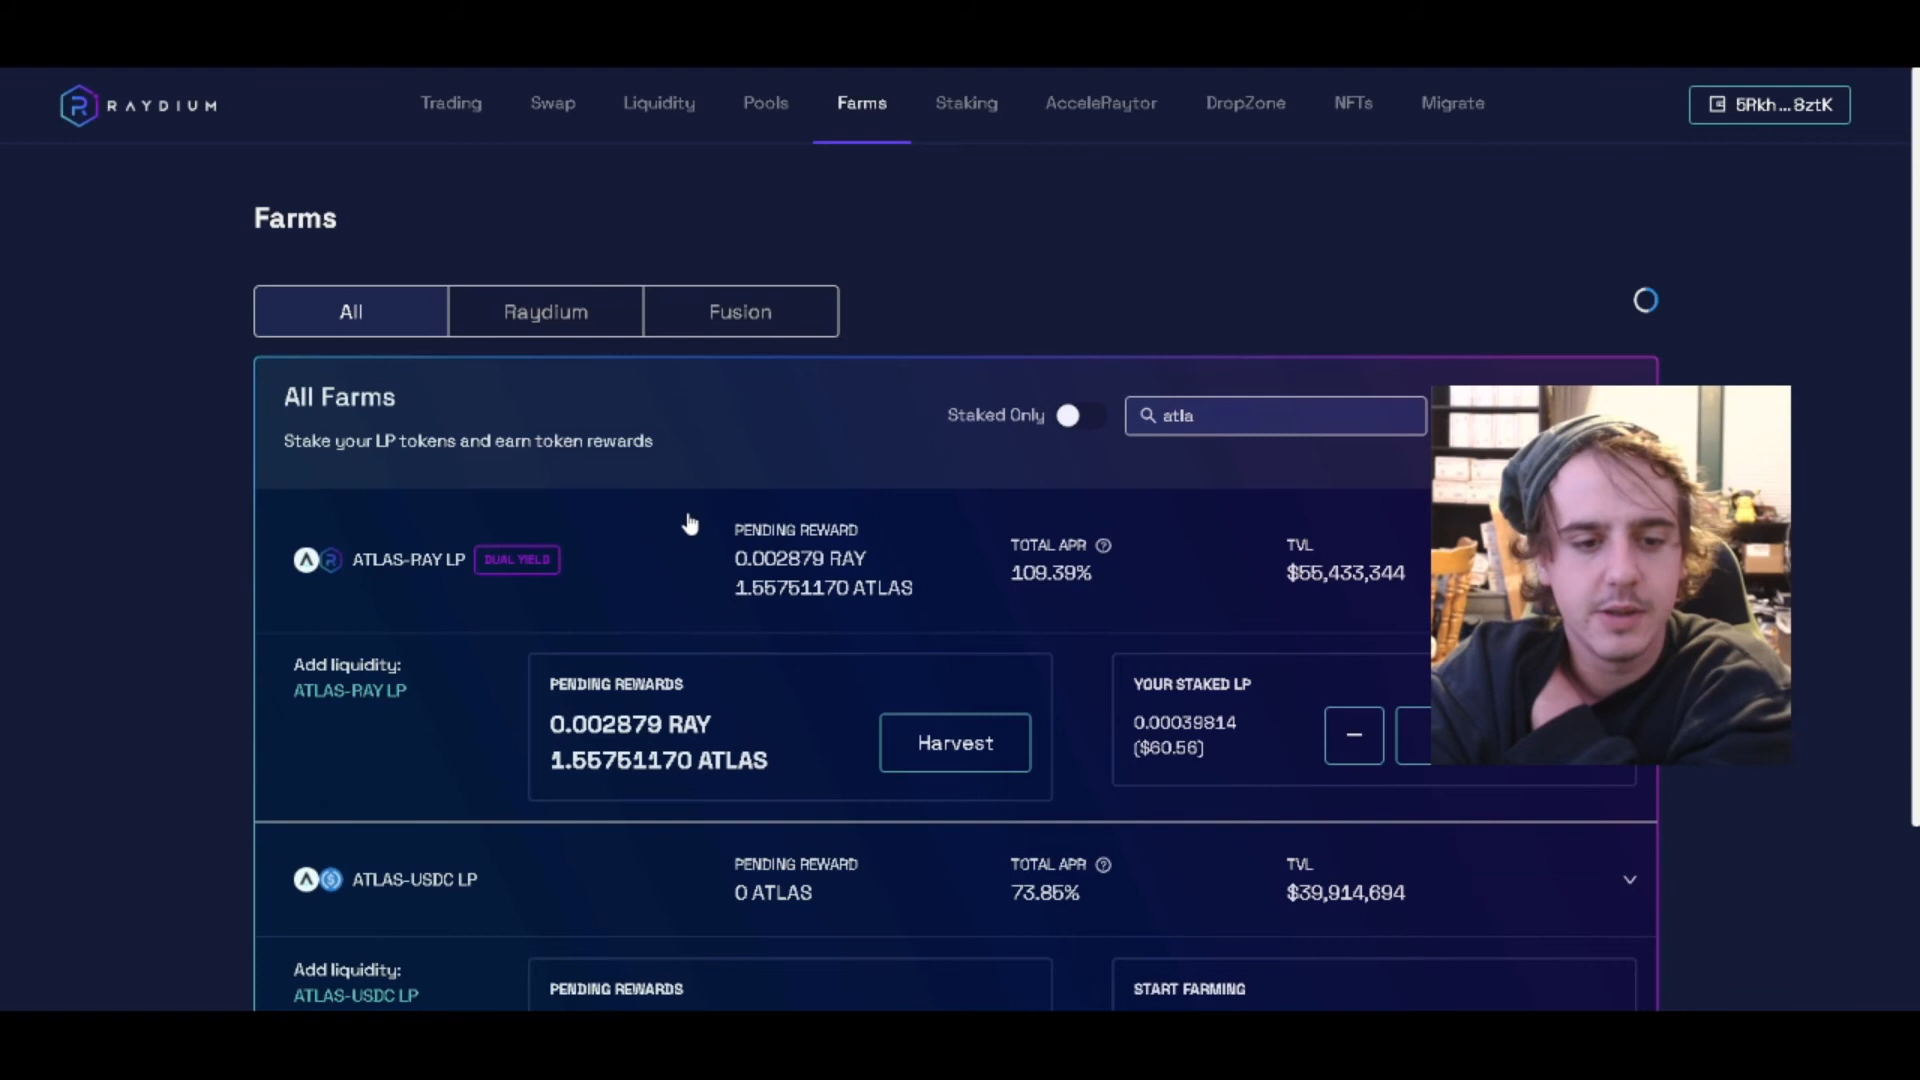 RAYDIUM
Trading Swap Liquidity Pools Farms Staking AcceleRaytor DropZone NFTs Migrate
5Rkh...8ztK
Farms
All Raydium Fusion
All Farms
Stake your LP tokens and earn token rewards
Staked Only
atla
ATLAS-RAY LP DUAL YIELD
PENDING REWARD
0.002879 RAY
1.55751170 ATLAS
TOTAL APR ?
109.39%
TVL
$55,433,344
Add liquidity:
ATLAS-RAY LP
PENDING REWARDS
0.002879 RAY
1.55751170 ATLAS
Harvest
YOUR STAKED LP
0.00039814
($60.56)
ATLAS-USDC LP
PENDING REWARD
0 ATLAS
TOTAL APR ?
73.85%
TVL
$39,914,694
Add liquidity:
ATLAS-USDC LP
PENDING REWARDS
START FARMING